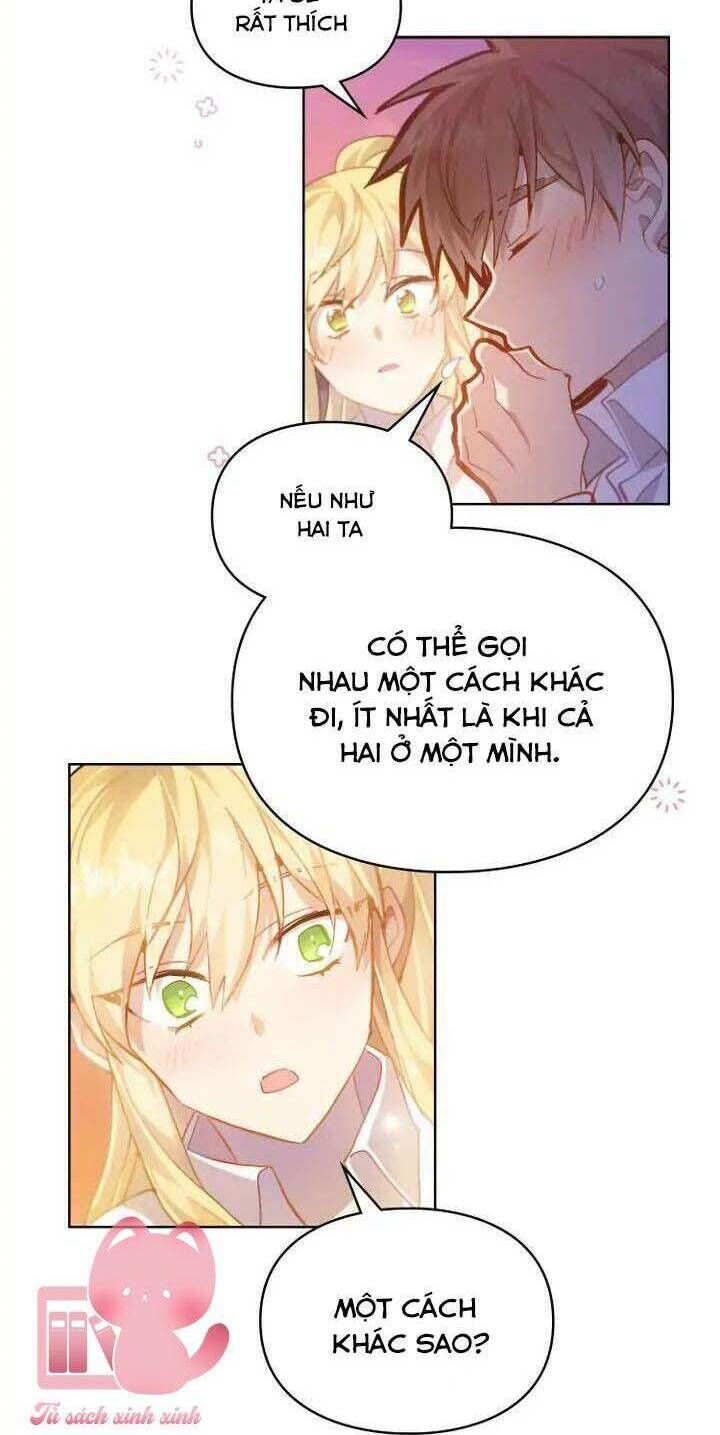 RẤT THÍCH
NẾU NHƯ
HAI TA
CÓ THỂ GỌI
NHAU MỘT CÁCH KHÁC
ĐI, ÍT NHẤT LÀ KHI CẢ
HAI Ở MỘT MÌNH.
MỘT CÁCH
KHÁC SAO?
Tủ sách xinh xinh